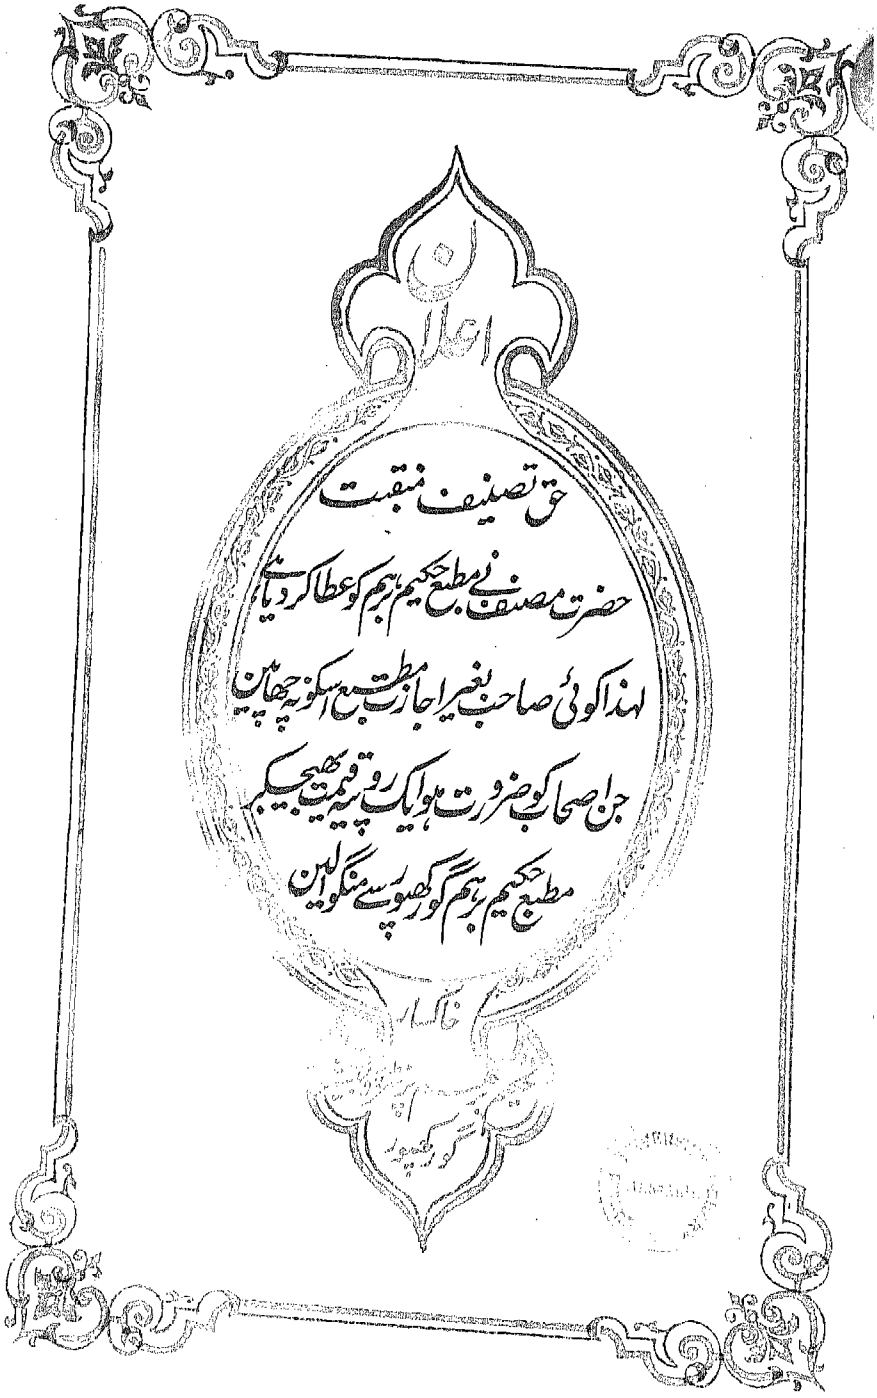 اعلان
حق تصنیف منقبت
حضرت مصنف نے مطبع حکیم برہم کو عطا کر دیا ہے
لہذا کوئی صاحب بغیر اجازت مطبع اسکو نہ چھاپین
جن اصحاب کو ضرورت ہو ایک روپیہ قیمت بھیجکر
مطبع حکیم برہم گورکھپور سے منگوا لین
خاکسار
گورکھپور